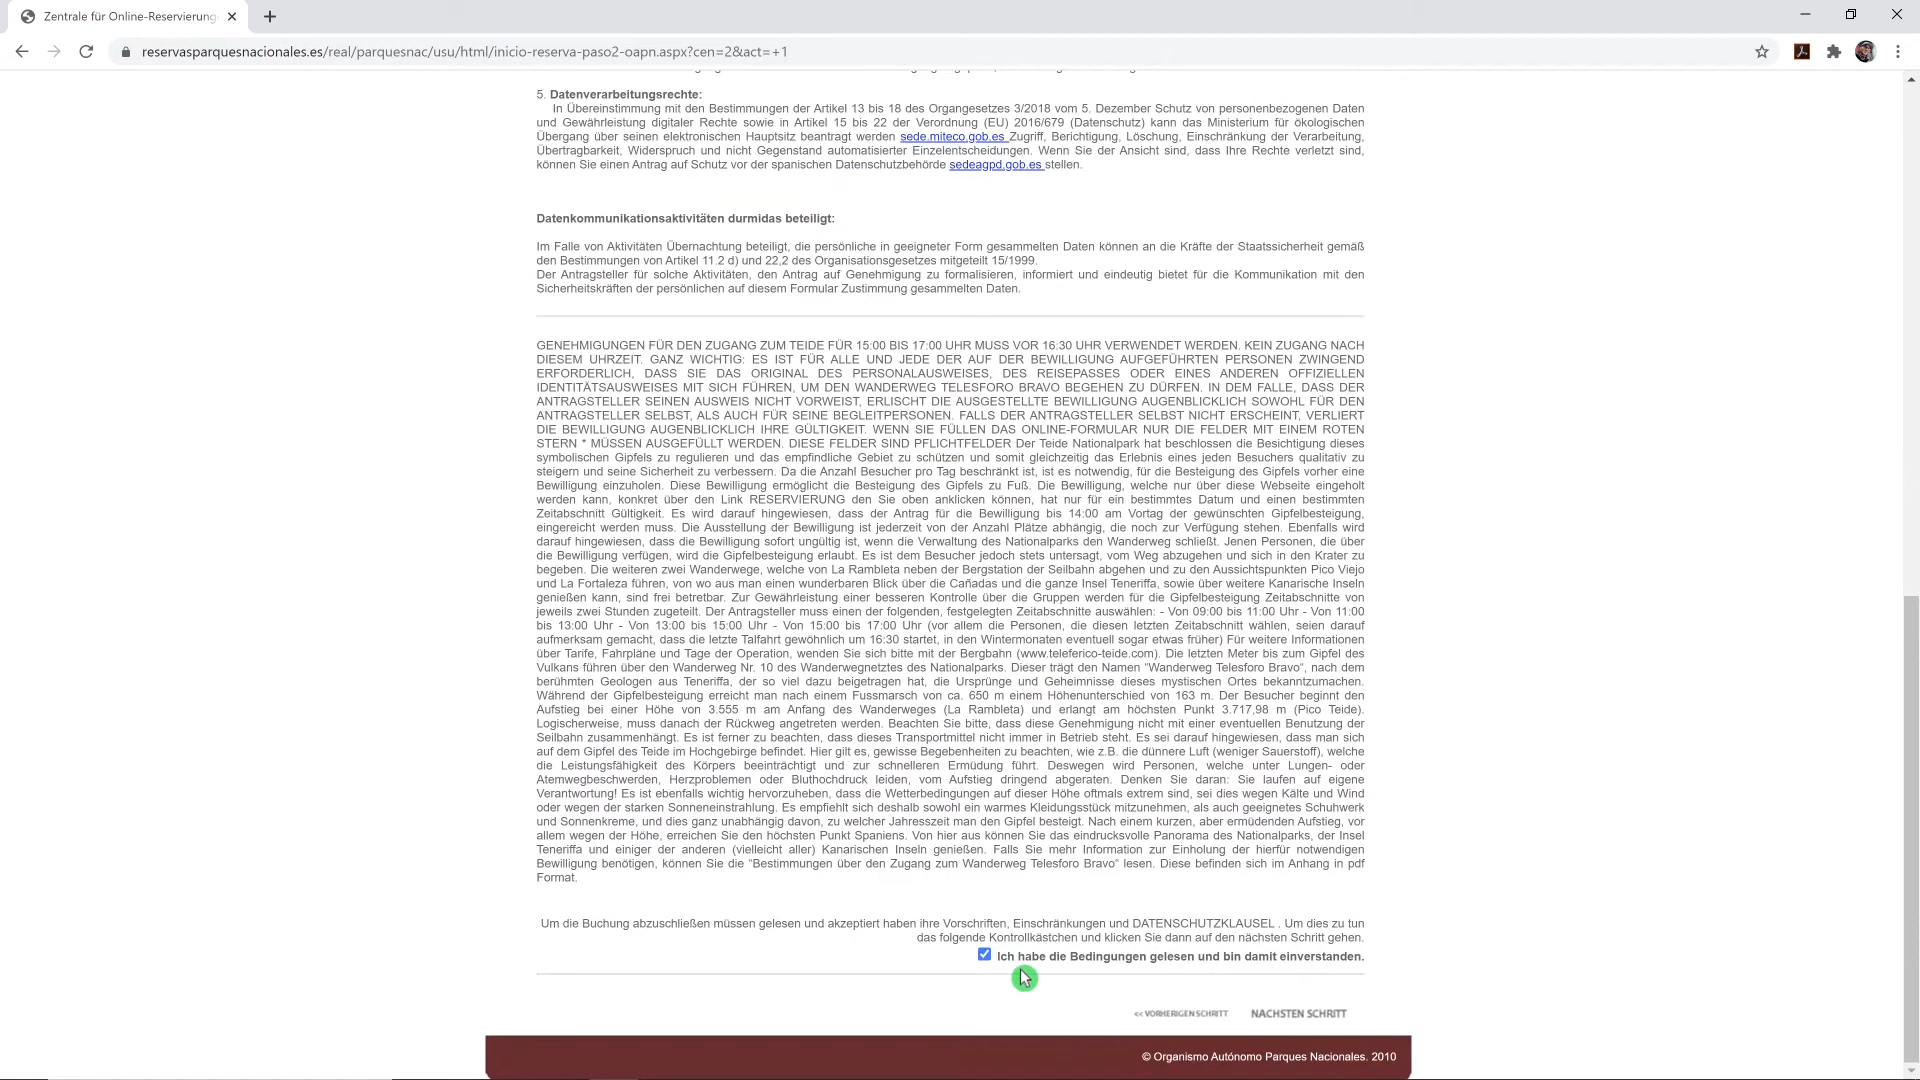 Zentrale für Online-Reservierung
reservasparquesnacionales.es/real/parquesnac/usu/html/inicio-reserva-paso2-oapn.aspx?cen=2&act=+1
5. Datenverarbeitungsrechte:
In Übereinstimmung mit den Bestimmungen der Artikel 13 bis 18 des Organgesetzes 3/2018 vom 5. Dezember Schutz von personenbezogenen Daten
und Gewährleistung digitaler Rechte sowie in Artikel 15 bis 22 der Verordnung (EU) 2016/679 (Datenschutz) kann das Ministerium für ökologischen
Übergang über seinen elektronischen Hauptsitz beantragt werden sede.miteco.gob.es Zugriff, Berichtigung, Löschung, Einschränkung der Verarbeitung,
Übertragbarkeit, Widerspruch und nicht Gegenstand automatisierter Einzelentscheidungen. Wenn Sie der Ansicht sind, dass Ihre Rechte verletzt sind,
können Sie einen Antrag auf Schutz vor der spanischen Datenschutzbehörde sedeagpd.gob.es stellen.
Datenkommunikationsaktivitäten durmidas beteiligt:
Im Falle von Aktivitäten Übernachtung beteiligt, die persönliche in geeigneter Form gesammelten Daten können an die Kräfte der Staatssicherheit gemäß
den Bestimmungen von Artikel 11.2 d) und 22,2 des Organisationsgesetzes mitgeteilt 15/1999.
Der Antragsteller für solche Aktivitäten, den Antrag auf Genehmigung zu formalisieren, informiert und eindeutig bietet für die Kommunikation mit den
Sicherheitskräften der persönlichen auf diesem Formular Zustimmung gesammelten Daten.
GENEHMIGUNGEN FÜR DEN ZUGANG ZUM TEIDE FÜR 15:00 BIS 17:00 UHR MUSS VOR 16:30 UHR VERWENDET WERDEN. KEIN ZUGANG NACH
DIESEM UHRZEIT. GANZ WICHTIG: ES IST FÜR ALLE UND JEDE DER AUF DER BEWILLIGUNG AUFGEFÜHRTEN PERSONEN ZWINGEND
ERFORDERLICH, DASS SIE DAS ORIGINAL DES PERSONALAUSWEISES, DES REISEPASSES ODER EINES ANDEREN OFFIZIELLEN
IDENTITÄTSAUSWEISES MIT SICH FÜHREN, UM DEN WANDERWEG TELESFORO BRAVO BEGEHEN ZU DÜRFEN. IN DEM FALLE, DASS DER
ANTRAGSTELLER SEINEN AUSWEIS NICHT VORWEIST, ERLISCHT DIE AUSGESTELLTE BEWILLIGUNG AUGENBLICKLICH SOWOHL FÜR DEN
ANTRAGSTELLER SELBST, ALS AUCH FÜR SEINE BEGLEITPERSONEN. FALLS DER ANTRAGSTELLER SELBST NICHT ERSCHEINT, VERLIERT
DIE BEWILLIGUNG AUGENBLICKLICH IHRE GÜLTIGKEIT. WENN SIE FÜLLEN DAS ONLINE-FORMULAR NUR DIE FELDER MIT EINEM ROTEN
STERN * MÜSSEN AUSGEFÜLLT WERDEN. DIESE FELDER SIND PFLICHTFELDER Der Teide Nationalpark hat beschlossen die Besichtigung dieses
symbolischen Gipfels zu regulieren und das empfindliche Gebiet zu schützen und somit gleichzeitig das Erlebnis eines jeden Besuchers qualitativ zu
steigern und seine Sicherheit zu verbessern. Da die Anzahl Besucher pro Tag beschränkt ist, ist es notwendig, für die Besteigung des Gipfels vorher eine
Bewilligung einzuholen. Diese Bewilligung ermöglicht die Besteigung des Gipfels zu Fuß. Die Bewilligung, welche nur über diese Webseite eingeholt
werden kann, konkret über den Link RESERVIERUNG den Sie oben anklicken können, hat nur für ein bestimmtes Datum und einen bestimmten
Zeitabschnitt Gültigkeit. Es wird darauf hingewiesen, dass der Antrag für die Bewilligung bis 14:00 am Vortag der gewünschten Gipfelbesteigung,
eingereicht werden muss. Die Ausstellung der Bewilligung ist jederzeit von der Anzahl Plätze abhängig, die noch zur Verfügung stehen. Ebenfalls wird
darauf hingewiesen, dass die Bewilligung sofort ungültig ist, wenn die Verwaltung des Nationalparks den Wanderweg schließt. Jenen Personen, die über
die Bewilligung verfügen, wird die Gipfelbesteigung erlaubt. Es ist dem Besucher jedoch stets untersagt, vom Weg abzugehen und sich in den Krater zu
begeben. Die weiteren zwei Wanderwege, welche von La Rambleta neben der Bergstation der Seilbahn abgehen und zu den Aussichtspunkten Pico Viejo
und La Fortaleza führen, von wo aus man einen wunderbaren Blick über die Cañadas und die ganze Insel Teneriffa, sowie über weitere Kanarische Inseln
genießen kann, sind frei betretbar. Zur Gewährleistung einer besseren Kontrolle über die Gruppen werden für die Gipfelbesteigung Zeitabschnitte von
jeweils zwei Stunden zugeteilt. Der Antragsteller muss einen der folgenden, festgelegten Zeitabschnitte auswählen: - Von 09:00 bis 11:00 Uhr - Von 11:00
bis 13:00 Uhr - Von 13:00 bis 15:00 Uhr - Von 15:00 bis 17:00 Uhr (vor allem die Personen, die diesen letzten Zeitabschnitt wählen, seien darauf
aufmerksam gemacht, dass die letzte Talfahrt gewöhnlich um 16:30 startet, in den Wintermonaten eventuell sogar etwas früher) Für weitere Informationen
über Tarife, Fahrpläne und Tage der Operation, wenden Sie sich bitte mit der Bergbahn (www.teleferico-teide.com). Die letzten Meter bis zum Gipfel des
Vulkans führen über den Wanderweg Nr. 10 des Wanderwegnetztes des Nationalparks. Dieser trägt den Namen "Wanderweg Telesforo Bravo", nach dem
berühmten Geologen aus Teneriffa, der so viel dazu beigetragen hat, die Ursprünge und Geheimnisse dieses mystischen Ortes bekanntzumachen.
Während der Gipfelbesteigung erreicht man nach einem Fussmarsch von ca. 650 m einem Höhenunterschied von 163 m. Der Besucher beginnt den
Aufstieg bei einer Höhe von 3.555 m am Anfang des Wanderweges (La Rambleta) und erlangt am höchsten Punkt 3.717,98 m (Pico Teide).
Logischerweise, muss danach der Rückweg angetreten werden. Beachten Sie bitte, dass diese Genehmigung nicht mit einer eventuellen Benutzung der
Seilbahn zusammenhängt. Es ist ferner zu beachten, dass dieses Transportmittel nicht immer in Betrieb steht. Es sei darauf hingewiesen, dass man sich
auf dem Gipfel des Teide im Hochgebirge befindet. Hier gilt es, gewisse Begebenheiten zu beachten, wie z.B. die dünnere Luft (weniger Sauerstoff), welche
die Leistungsfähigkeit des Körpers beeinträchtigt und zur schnelleren Ermüdung führt. Deswegen wird Personen, welche unter Lungen- oder
Atemwegbeschwerden, Herzproblemen oder Bluthochdruck leiden, vom Aufstieg dringend abgeraten. Denken Sie daran: Sie laufen auf eigene
Verantwortung! Es ist ebenfalls wichtig hervorzuheben, dass die Wetterbedingungen auf dieser Höhe oftmals extrem sind, sei dies wegen Kälte und Wind
oder wegen der starken Sonneneinstrahlung. Es empfiehlt sich deshalb sowohl ein warmes Kleidungsstück mitzunehmen, als auch geeignetes Schuhwerk
und Sonnenkreme, und dies ganz unabhängig davon, zu welcher Jahresszeit man den Gipfel besteigt. Nach einem kurzen, aber ermüdenden Aufstieg, vor
allem wegen der Höhe, erreichen Sie den höchsten Punkt Spaniens. Von hier aus können Sie das eindrucksvolle Panorama des Nationalparks, der Insel
Teneriffa und einiger der anderen (vielleicht aller) Kanarischen Inseln genießen. Falls Sie mehr Information zur Einholung der hierfür notwendigen
Bewilligung benötigen, können Sie die "Bestimmungen über den Zugang zum Wanderweg Telesforo Bravo" lesen. Diese befinden sich im Anhang in pdf
Format.
Um die Buchung abzuschließen müssen gelesen und akzeptiert haben ihre Vorschriften, Einschränkungen und DATENSCHUTZKLAUSEL . Um dies zu tun
das folgende Kontrollkästchen und klicken Sie dann auf den nächsten Schritt gehen.
Ich habe die Bedingungen gelesen und bin damit einverstanden.
<< VORHERIGEN SCHRITT NÄCHSTEN SCHRITT
© Organismo Autónomo Parques Nacionales. 2010